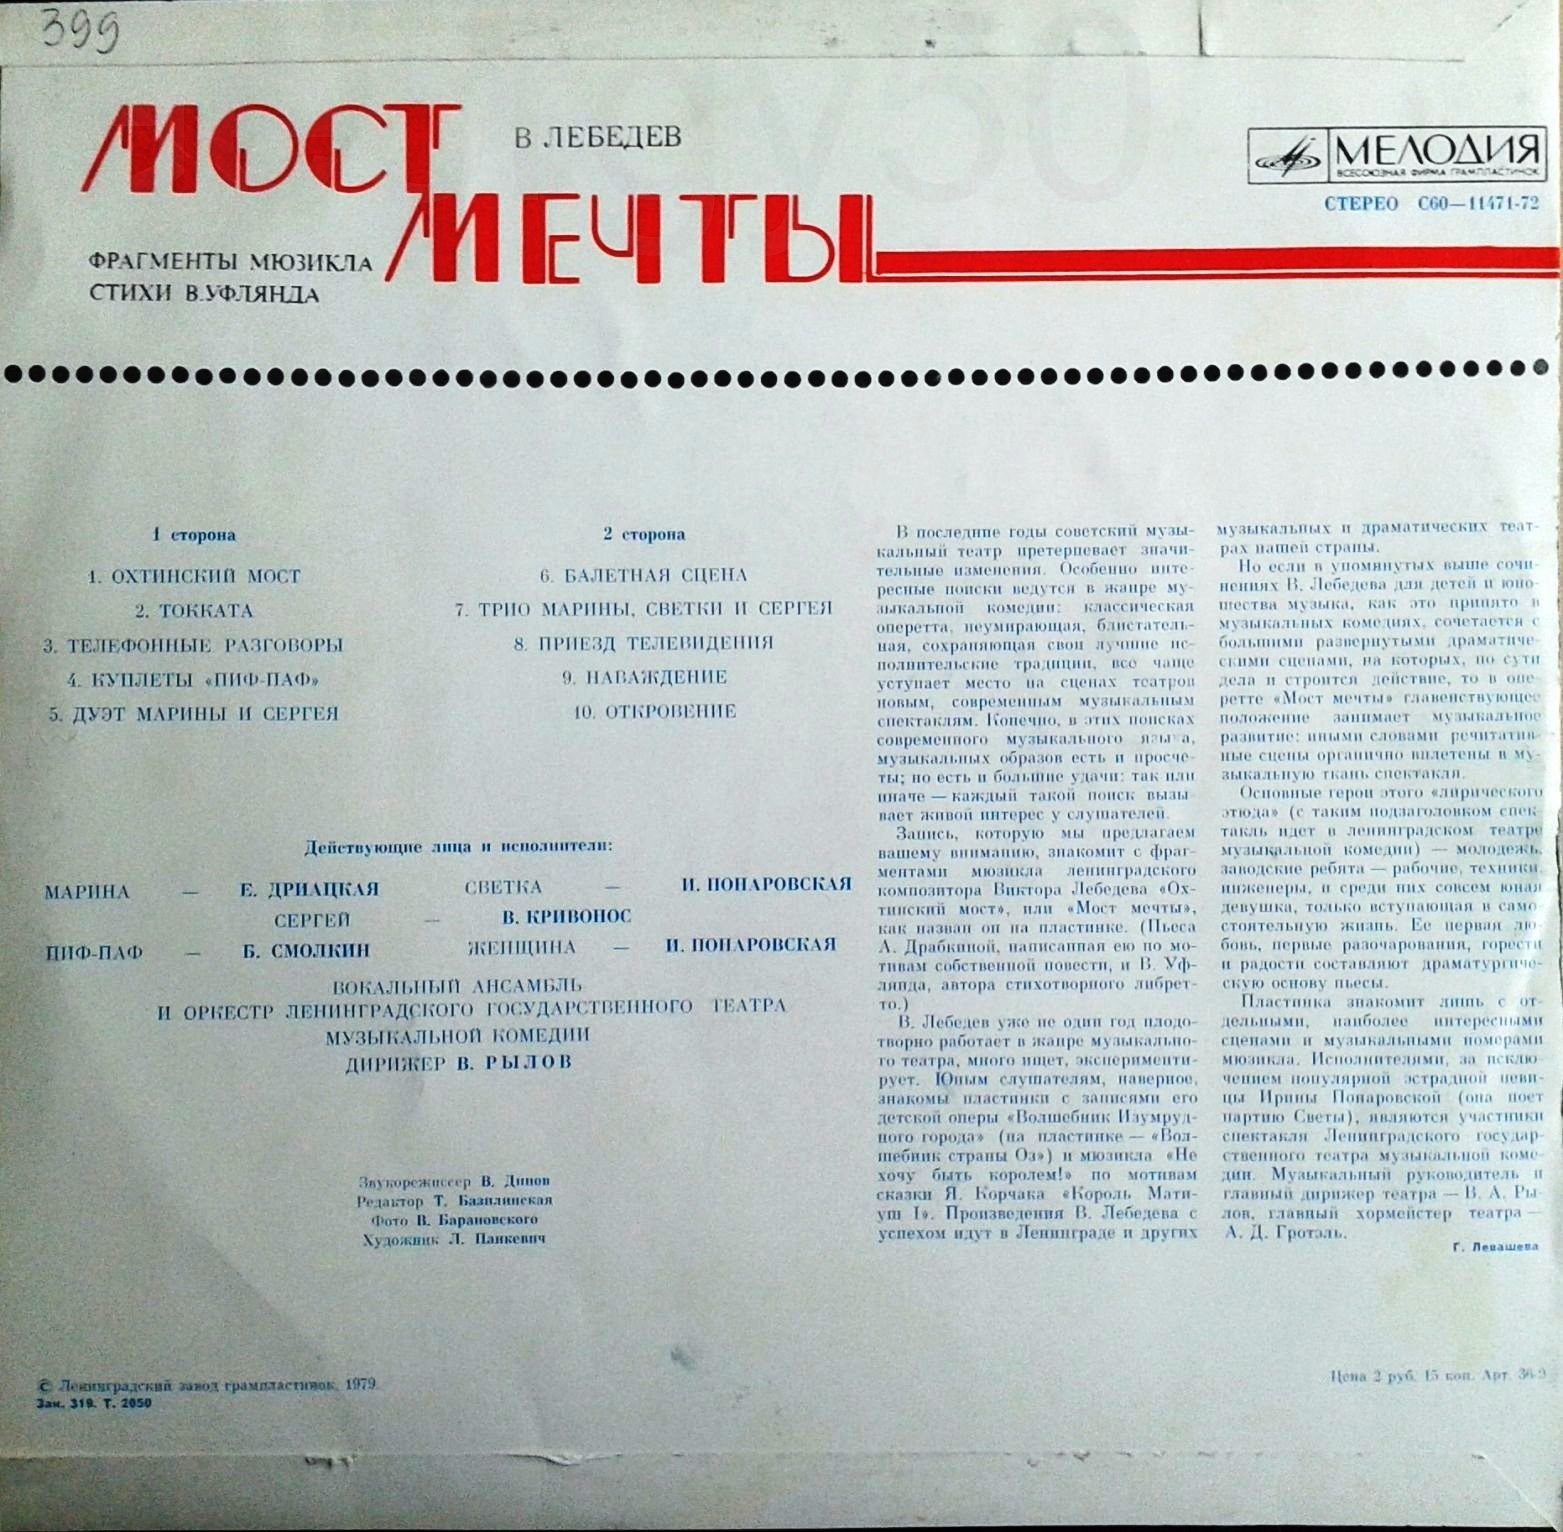 399
МОСТ
МЕЧТЫ
В ЛЕБЕДЕВ
ФРАГМЕНТЫ МЮЗИКЛА
СТИХИ В.УФЛЯНДА
МЕЛОДИЯ
ВСЕСОЮЗНАЯ ФИРМА ГРАМПЛАСТИНОК
СТЕРЕО С60—11471-72
1 сторона
1. ОХТИНСКИЙ МОСТ
2. ТОККАТА
3. ТЕЛЕФОННЫЕ РАЗГОВОРЫ
4. КУПЛЕТЫ «ПИФ-ПАФ»
5. ДУЭТ МАРИНЫ И СЕРГЕЯ
2 сторона
6. БАЛЕТНАЯ СЦЕНА
7. ТРИО МАРИНЫ, СВЕТКИ И СЕРГЕЯ
8. ПРИЕЗД ТЕЛЕВИДЕНИЯ
9. НАВАЖДЕНИЕ
10. ОТКРОВЕНИЕ
Действующие лица и исполнители:
МАРИНА — Е. ДРИАЦКАЯ СВЕТКА — И. ПОНАРОВСКАЯ
СЕРГЕЙ — В. КРИВОНОС
ПИФ-ПАФ — Б. СМОЛКИН ЖЕНЩИНА — И. ПОНАРОВСКАЯ
ВОКАЛЬНЫЙ АНСАМБЛЬ
И ОРКЕСТР ЛЕНИНГРАДСКОГО ГОСУДАРСТВЕННОГО ТЕАТРА
МУЗЫКАЛЬНОЙ КОМЕДИИ
ДИРИЖЕР В. РЫЛОВ
Звукорежиссер В. Динов
Редактор Т. Базилинская
Фото В. Барановского
Художник Л. Панкевич
© Ленинградский завод грампластинок, 1979
Зак. 319. Т. 2050
В последние годы советский музы-
кальный театр претерпевает значи-
тельные изменения. Особенно инте-
ресные поиски ведутся в жанре му-
зыкальной комедии: классическая
оперетта, неумирающая, блистатель-
ная, сохраняющая свои лучшие ис-
полнительские традиции, все чаще
уступает место на сценах театров
новым, современным музыкальным
спектаклям. Конечно, в этих поисках
современного музыкального языка,
музыкальных образов есть и просче-
ты; но есть и большие удачи: так или
иначе — каждый такой поиск вызы-
вает живой интерес у слушателей.
Запись, которую мы предлагаем
вашему вниманию, знакомит с фраг-
ментами мюзикла ленинградского
композитора Виктора Лебедева «Ох-
тинский мост», или «Мост мечты»,
как назван он на пластинке. (Пьеса
А. Драбкиной, написанная ею по мо-
тивам собственной повести, и В. Уф-
лянда, автора стихотворного либрет-
то.)
В. Лебедев уже не один год плодо-
творно работает в жанре музыкально-
го театра, много ищет, эксперименти-
рует. Юным слушателям, наверное,
знакомы пластинки с записями его
детской оперы «Волшебник Изумруд-
ного города» (на пластинке — «Вол-
шебник страны Оз») и мюзикла «Не
хочу быть королем!» по мотивам
сказки Я. Корчака «Король Мати-
уш I». Произведения В. Лебедева с
успехом идут в Ленинграде и других
музыкальных и драматических теат-
рах нашей страны.
Но если в упомянутых выше сочи-
нениях В. Лебедева для детей и юно-
шества музыка, как это принято в
музыкальных комедиях, сочетается с
большими развернутыми драматиче-
скими сценами, на которых, по сути
дела и строится действие, то в опе-
ретте «Мост мечты» главенствующее
положение занимает музыкальное
развитие: иными словами речитатив-
ные сцены органично вплетены в му-
зыкальную ткань спектакля.
Основные герои этого «лирического
этюда» (с таким подзаголовком спек-
такль идет в ленинградском театре
музыкальной комедии) — молодежь,
заводские ребята — рабочие, техники,
инженеры, и среди них совсем юная
девушка, только вступающая в само-
стоятельную жизнь. Ее первая лю-
бовь, первые разочарования, горести
и радости составляют драматургиче-
скую основу пьесы.
Пластинка знакомит лишь с от-
дельными, наиболее интересными
сценами и музыкальными номерами
мюзикла. Исполнителями, за исклю-
чением популярной эстрадной певи-
цы Ирины Понаровской (она поет
партию Светы), являются участники
спектакля Ленинградского государ-
ственного театра музыкальной коме-
дии. Музыкальный руководитель и
главный дирижер театра — В. А. Ры-
лов, главный хормейстер театра —
А. Д. Гротэль.
Г. Левашева
Цена 2 руб. 15 коп. Арт. 36-9